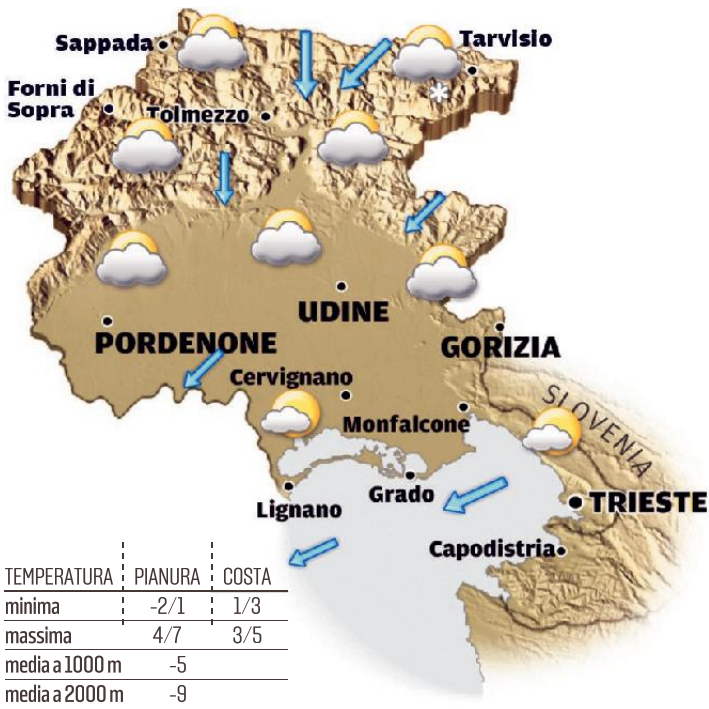 Sappada
Tarvisio
Forni di
Sopra
Tolmezzo
UDINE
PORDENONE
GORIZIA
Cervignano
Monfalcone
SLOVENIA
Lignano
Grado
TRIESTE
Capodistria
TEMPERATURA PIANURA COSTA
minima -2/1 1/3
massima 4/7 3/5
media a 1000 m -5
media a 2000 m -9